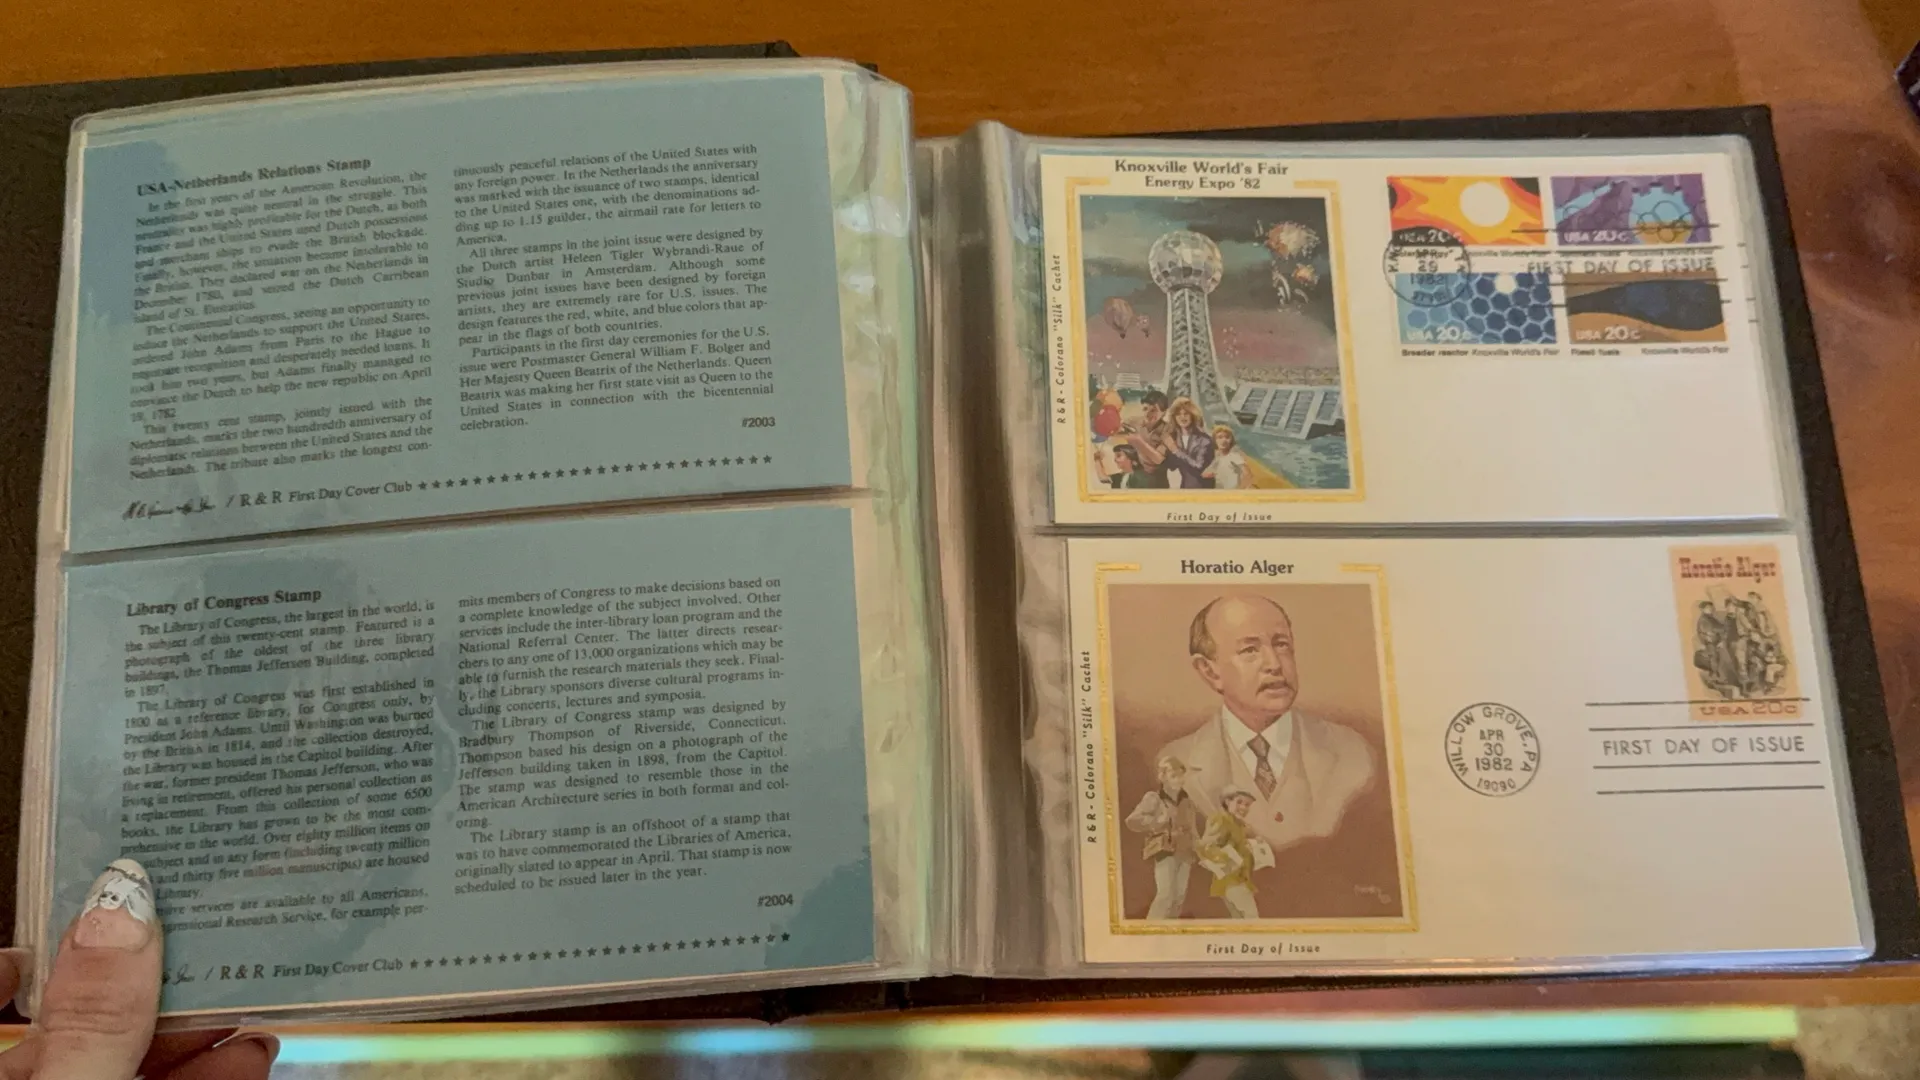 USA-Netherlands Relations Stamp
In the first years of the American Revolution, the
Netherlands was quite neutral in the struggle. This
neutrality was highly profitable for the Dutch, as both
France and the United States used Dutch possessions
and merchant ships to evade the British blockade.
Finally, however, the situation became insolerable to
the British. They declared war on the Netherlands in
December 1780, and seized the Dutch Carribean
island of St. Eustatius.
The Continental Congress, seeing an opportunity to
induce the Netherlands to support the United States,
ordered John Adams from Paris to the Hague to
negotiate recognition and desperately needed loans. It
took him two years, but Adams finally managed to
convince the Dutch to help the new republic on April
19, 1782.
This twenty cent stamp, jointly issued with the
Netherlands, marks the two hundredth anniversary of
diplomatic relations between the United States and the
Netherlands. The tribute also marks the longest con-
tinuously peaceful relations of the United States with
any foreign power. In the Netherlands the anniversary
was marked with the issuance of two stamps, identical
to the United States one, with the denominations ad-
ding up to 1.15 guilder, the airmail rate for letters to
America.
All three stamps in the joint issue were designed by
the Dutch artist Heleen Tigler Wybrandi-Raue of
Studio Dunbar in Amsterdam. Although some
previous joint issues have been designed by foreign
artists, they are extremely rare for U.S. issues. The
design features the red, white, and blue colors that ap-
pear in the flags of both countries.
Participants in the first day ceremonies for the U.S.
issue were Postmaster General William F. Bolger and
Her Majesty Queen Beatrix of the Netherlands. Queen
Beatrix was making her first state visit as Queen to the
United States in connection with the bicentennial
celebration.
#2003
/ R & R First Day Cover Club ★★★★★★★★★★★★★★★★★★★★★★★★★★
Library of Congress Stamp
The Library of Congress, the largest in the world, is
the subject of this twenty-cent stamp. Featured is a
photograph of the oldest of the three library
buildings, the Thomas Jefferson Building, completed
in 1897.
The Library of Congress was first established in
1800 as a reference library, for Congress only, by
President John Adams. Until Washington was burned
by the British in 1814, and the collection destroyed,
the Library was housed in the Capitol building. After
the war, former president Thomas Jefferson, who was
living in retirement, offered his personal collection as
a replacement. From this collection of some 6500
books, the Library has grown to be the most com-
prehensive in the world. Over eighty million items on
subject and in any form (including twenty million
and thirty five million manuscripts) are housed
Library.
services are available to all Americans.
Research Service, for example per-
mits members of Congress to make decisions based on
a complete knowledge of the subject involved. Other
services include the inter-library loan program and the
National Referral Center. The latter directs resear-
chers to any one of 13,000 organizations which may be
able to furnish the research materials they seek. Final-
ly, the Library sponsors diverse cultural programs in-
cluding concerts, lectures and symposia.
The Library of Congress stamp was designed by
Bradbury Thompson of Riverside, Connecticut.
Thompson based his design on a photograph of the
Jefferson building taken in 1898, from the Capitol.
The stamp was designed to resemble those in the
American Architecture series in both format and col-
oring.
The Library stamp is an offshoot of a stamp that
was to have commemorated the Libraries of America,
originally slated to appear in April. That stamp is now
scheduled to be issued later in the year.
#2004
/ R & R First Day Cover Club ★★★★★★★★★★★★★★★★★★★★★★★★★★
Knoxville World's Fair
Energy Expo '82
R & R - Colorano "Silk" Cachet
First Day of Issue
USA 20c
USA 20c
Knoxville World's Fair
Knoxville World's Fair
29
1982
FIRST DAY OF ISSUE
USA 20c
USA 20c
Breeder reactor Knoxville World's Fair
Fossil fuels Knoxville World's Fair
Horatio Alger
R & R - Colorano "Silk" Cachet
First Day of Issue
Horatio Alger
USA 20c
WILLOW GROVE, PA
APR
30
1982
19090
FIRST DAY OF ISSUE